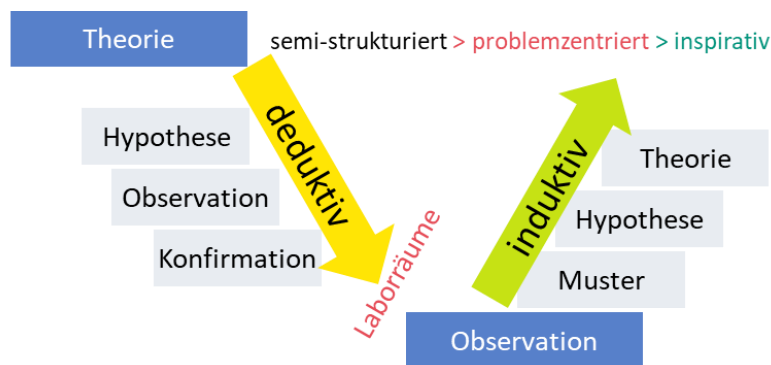 Theorie
semi-strukturiert > problemzentriert > inspirativ
deduktiv
Hypothese
Observation
Konfirmation
Laborräume
induktiv
Theorie
Hypothese
Muster
Observation